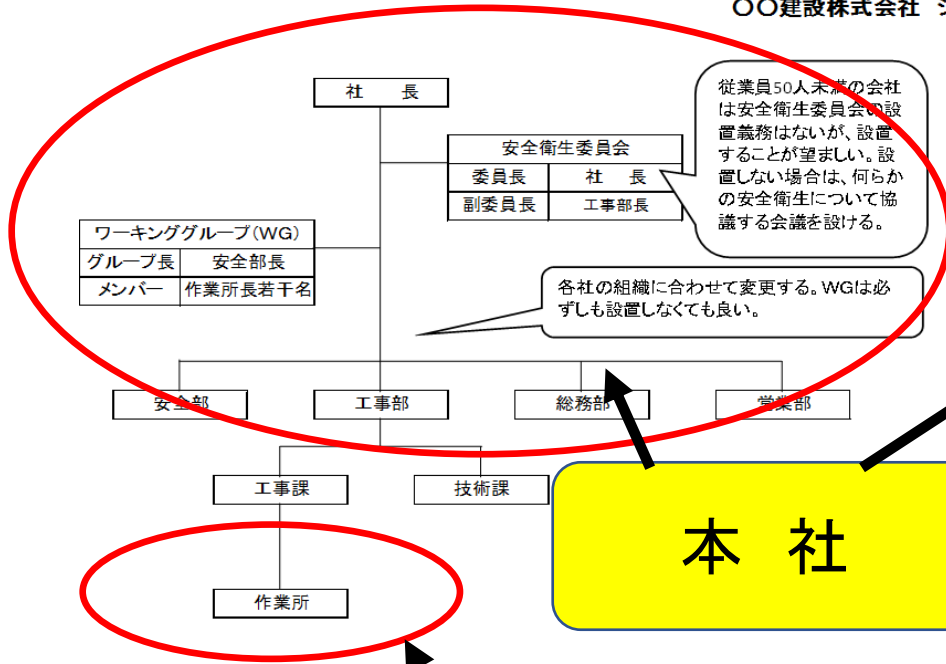 〇〇建設株式会社
社 長
従業員50人未満の会社
は安全衛生委員会の設
置義務はないが、設置
することが望ましい。設
置しない場合は、何らか
の安全衛生について協
議する会議を設ける。
安全衛生委員会
委員長 社 長
副委員長 工事部長
ワーキンググループ(WG)
グループ長 安全部長
メンバー 作業所長若干名
各社の組織に合わせて変更する。WGは必
ずしも設置しなくても良い。
安全部 工事部 総務部 営業部
工事課 技術課
本 社
作業所